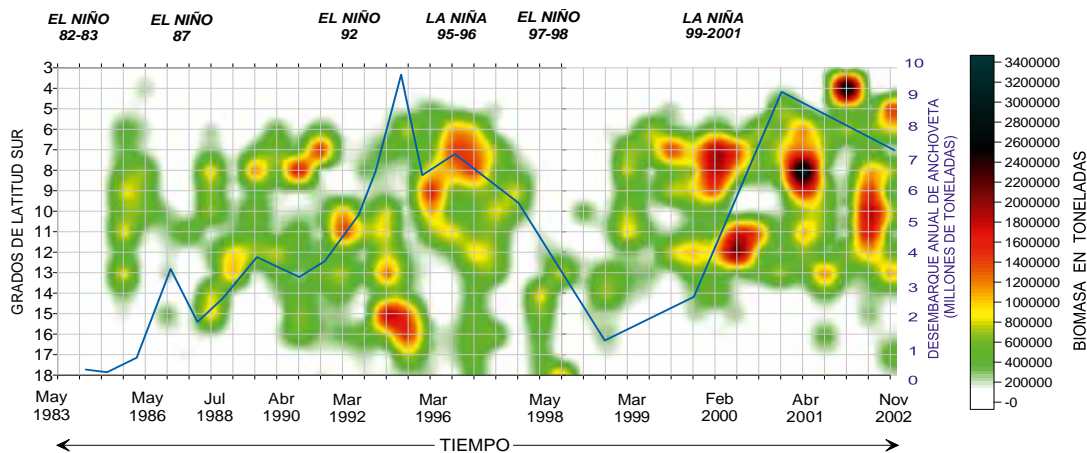 EL NIÑO
82-83
EL NIÑO
87
EL NIÑO
92
LA NIÑA
95-96
EL NIÑO
97-98
LA NIÑA
99-2001
GRADOS DE LATITUD SUR
3
4
5
6
7
8
9
10
11
12
13
14
15
16
17
18
May
1983
May
1986
Jul
1988
Abr
1990
Mar
1992
Mar
1996
May
1998
Mar
1999
Feb
2000
Abr
2001
Nov
2002
TIEMPO
10
9
8
7
6
5
4
3
2
1
0
DESEMBARQUE ANUAL DE ANCHOVETA
(MILLONES DE TONELADAS)
3400000
3200000
3000000
2800000
2600000
2400000
2200000
2000000
1800000
1600000
1400000
1200000
1000000
800000
600000
400000
200000
-0
BIOMASA EN TONELADAS